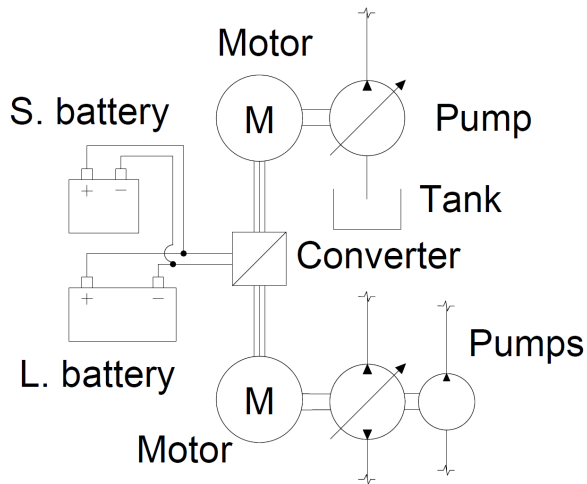 Motor
S. battery
M
Pump
+ −
Tank
Converter
+ −
Pumps
L. battery
M
Motor